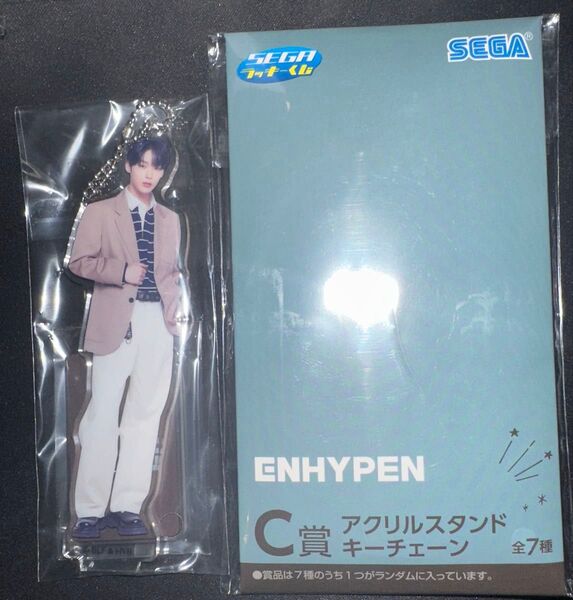 SEGA
ラッキーくじ
SEGA®
ENHYPEN
C賞 アクリルスタンド
キーチェーン 全7種
●賞品は7種のうち1つがランダムに入っています。